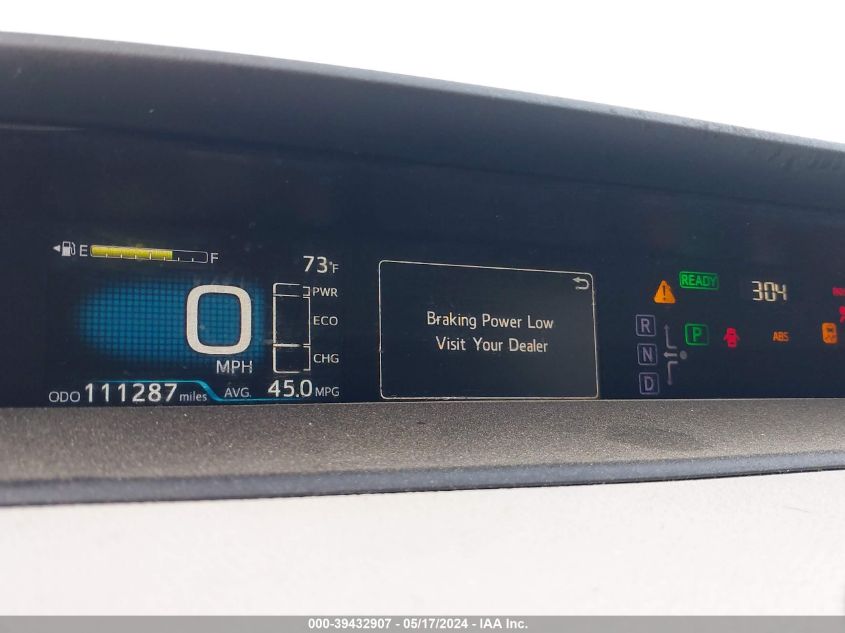 E F
73°F
PWR
0
ECO
MPH
CHG
ODO 111287 miles
AVG. 45.0 MPG
Braking Power Low
Visit Your Dealer
READY
304
R
P
ABS
N
D
000-39432907 - 05/17/2024 - IAA Inc.